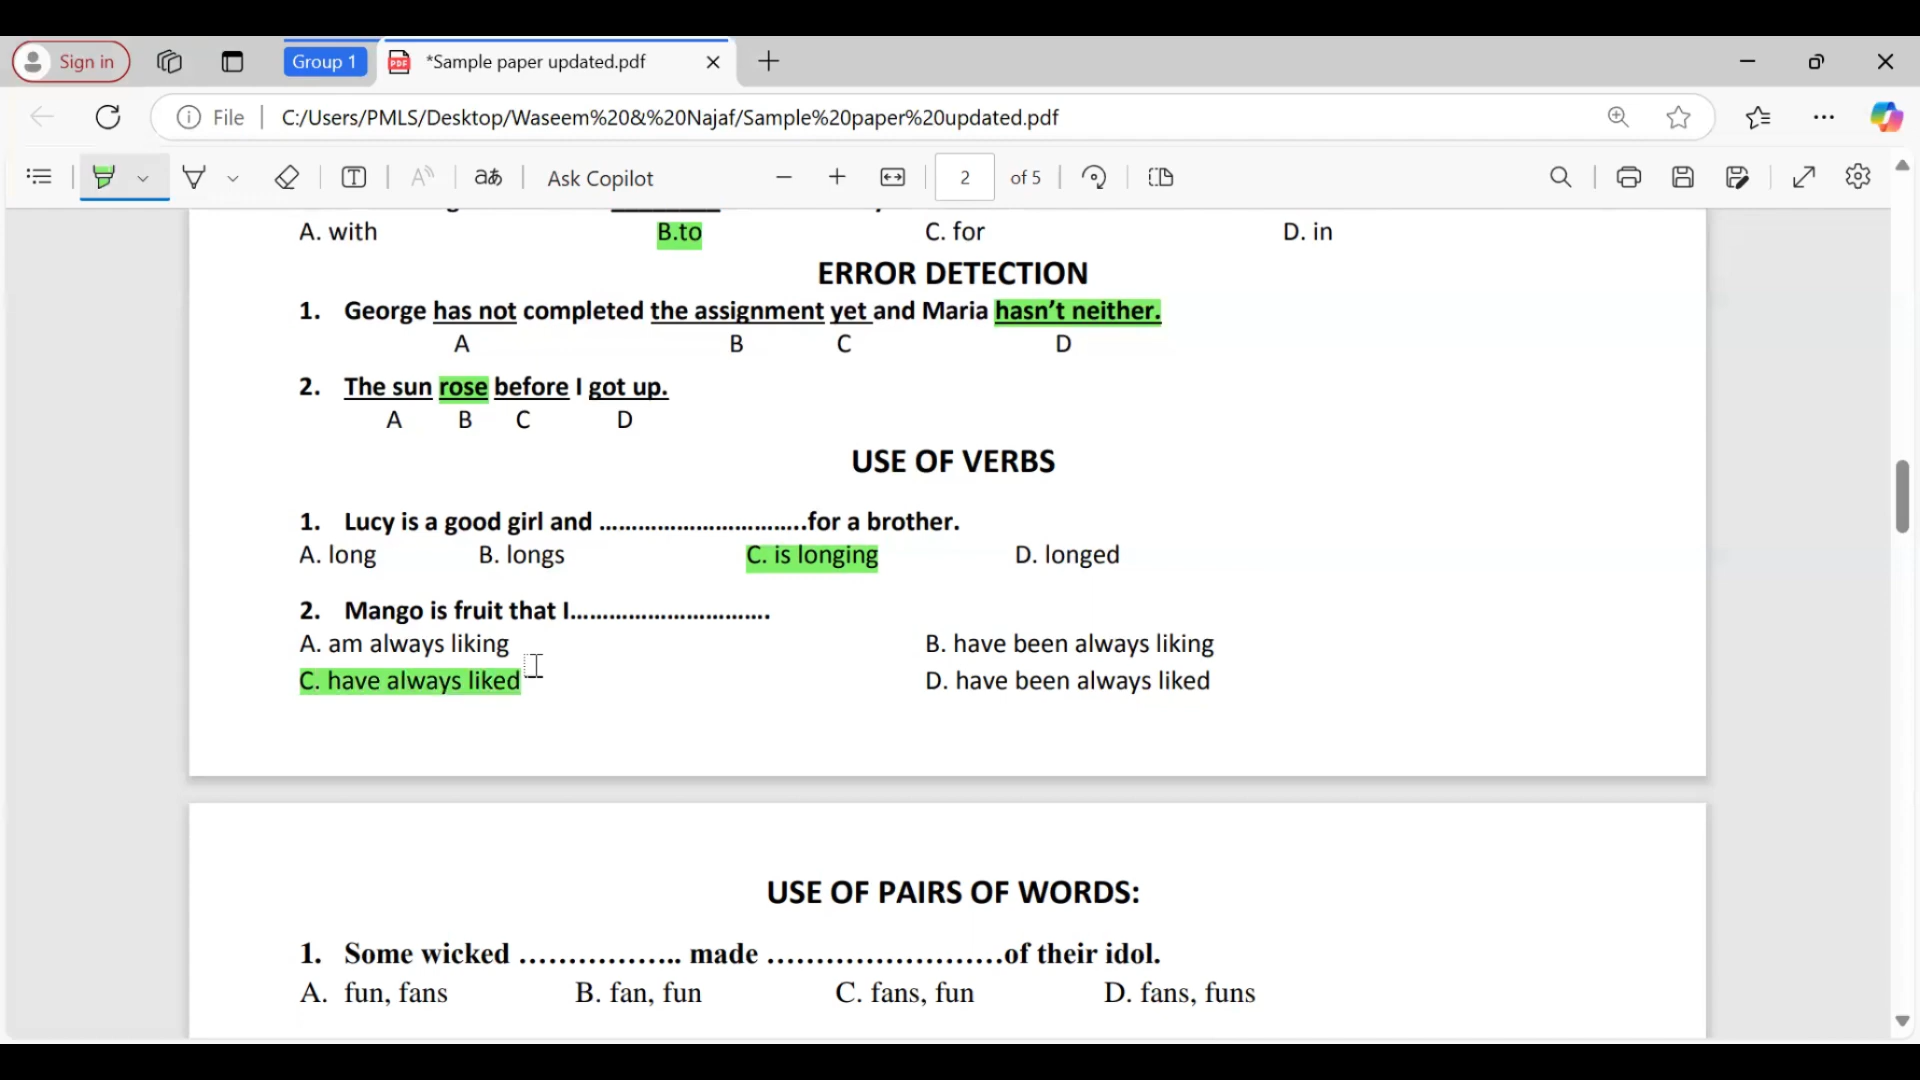 Sign in
Group 1
*Sample paper updated.pdf
File
C:/Users/PMLS/Desktop/Waseem%20&%20Najaf/Sample%20paper%20updated.pdf
Ask Copilot
2 of 5
A. with B.to C. for D. in
ERROR DETECTION
1. George has not completed the assignment yet and Maria hasn't neither.
A B C D
2. The sun rose before I got up.
A B C D
USE OF VERBS
1. Lucy is a good girl and ………………………….for a brother.
A. long B. longs C. is longing D. longed
2. Mango is fruit that I………………………….
A. am always liking B. have been always liking
C. have always liked D. have been always liked
USE OF PAIRS OF WORDS:
1. Some wicked …………….. made ……………………of their idol.
A. fun, fans B. fan, fun C. fans, fun D. fans, funs